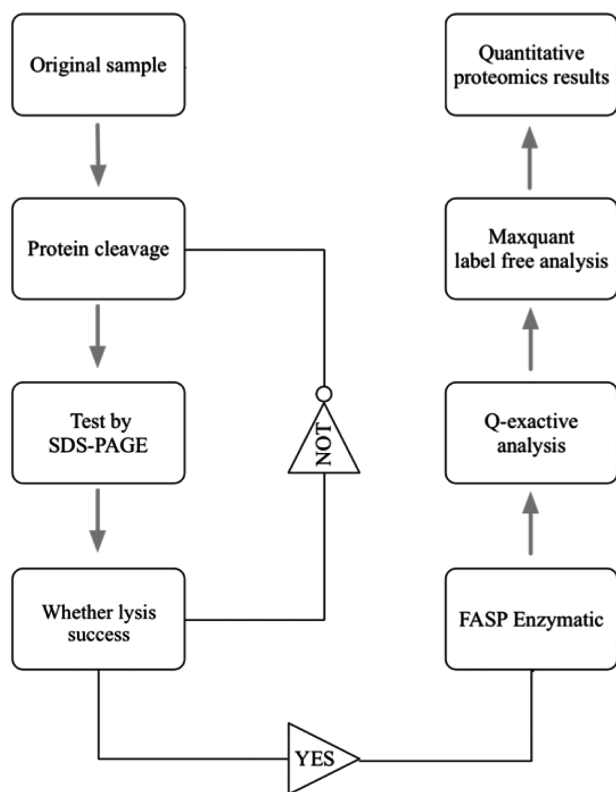 Original sample
Protein cleavage
Test by
SDS-PAGE
Whether lysis
success
NOT
YES
FASP Enzymatic
Q-exactive
analysis
Maxquant
label free analysis
Quantitative
proteomics results